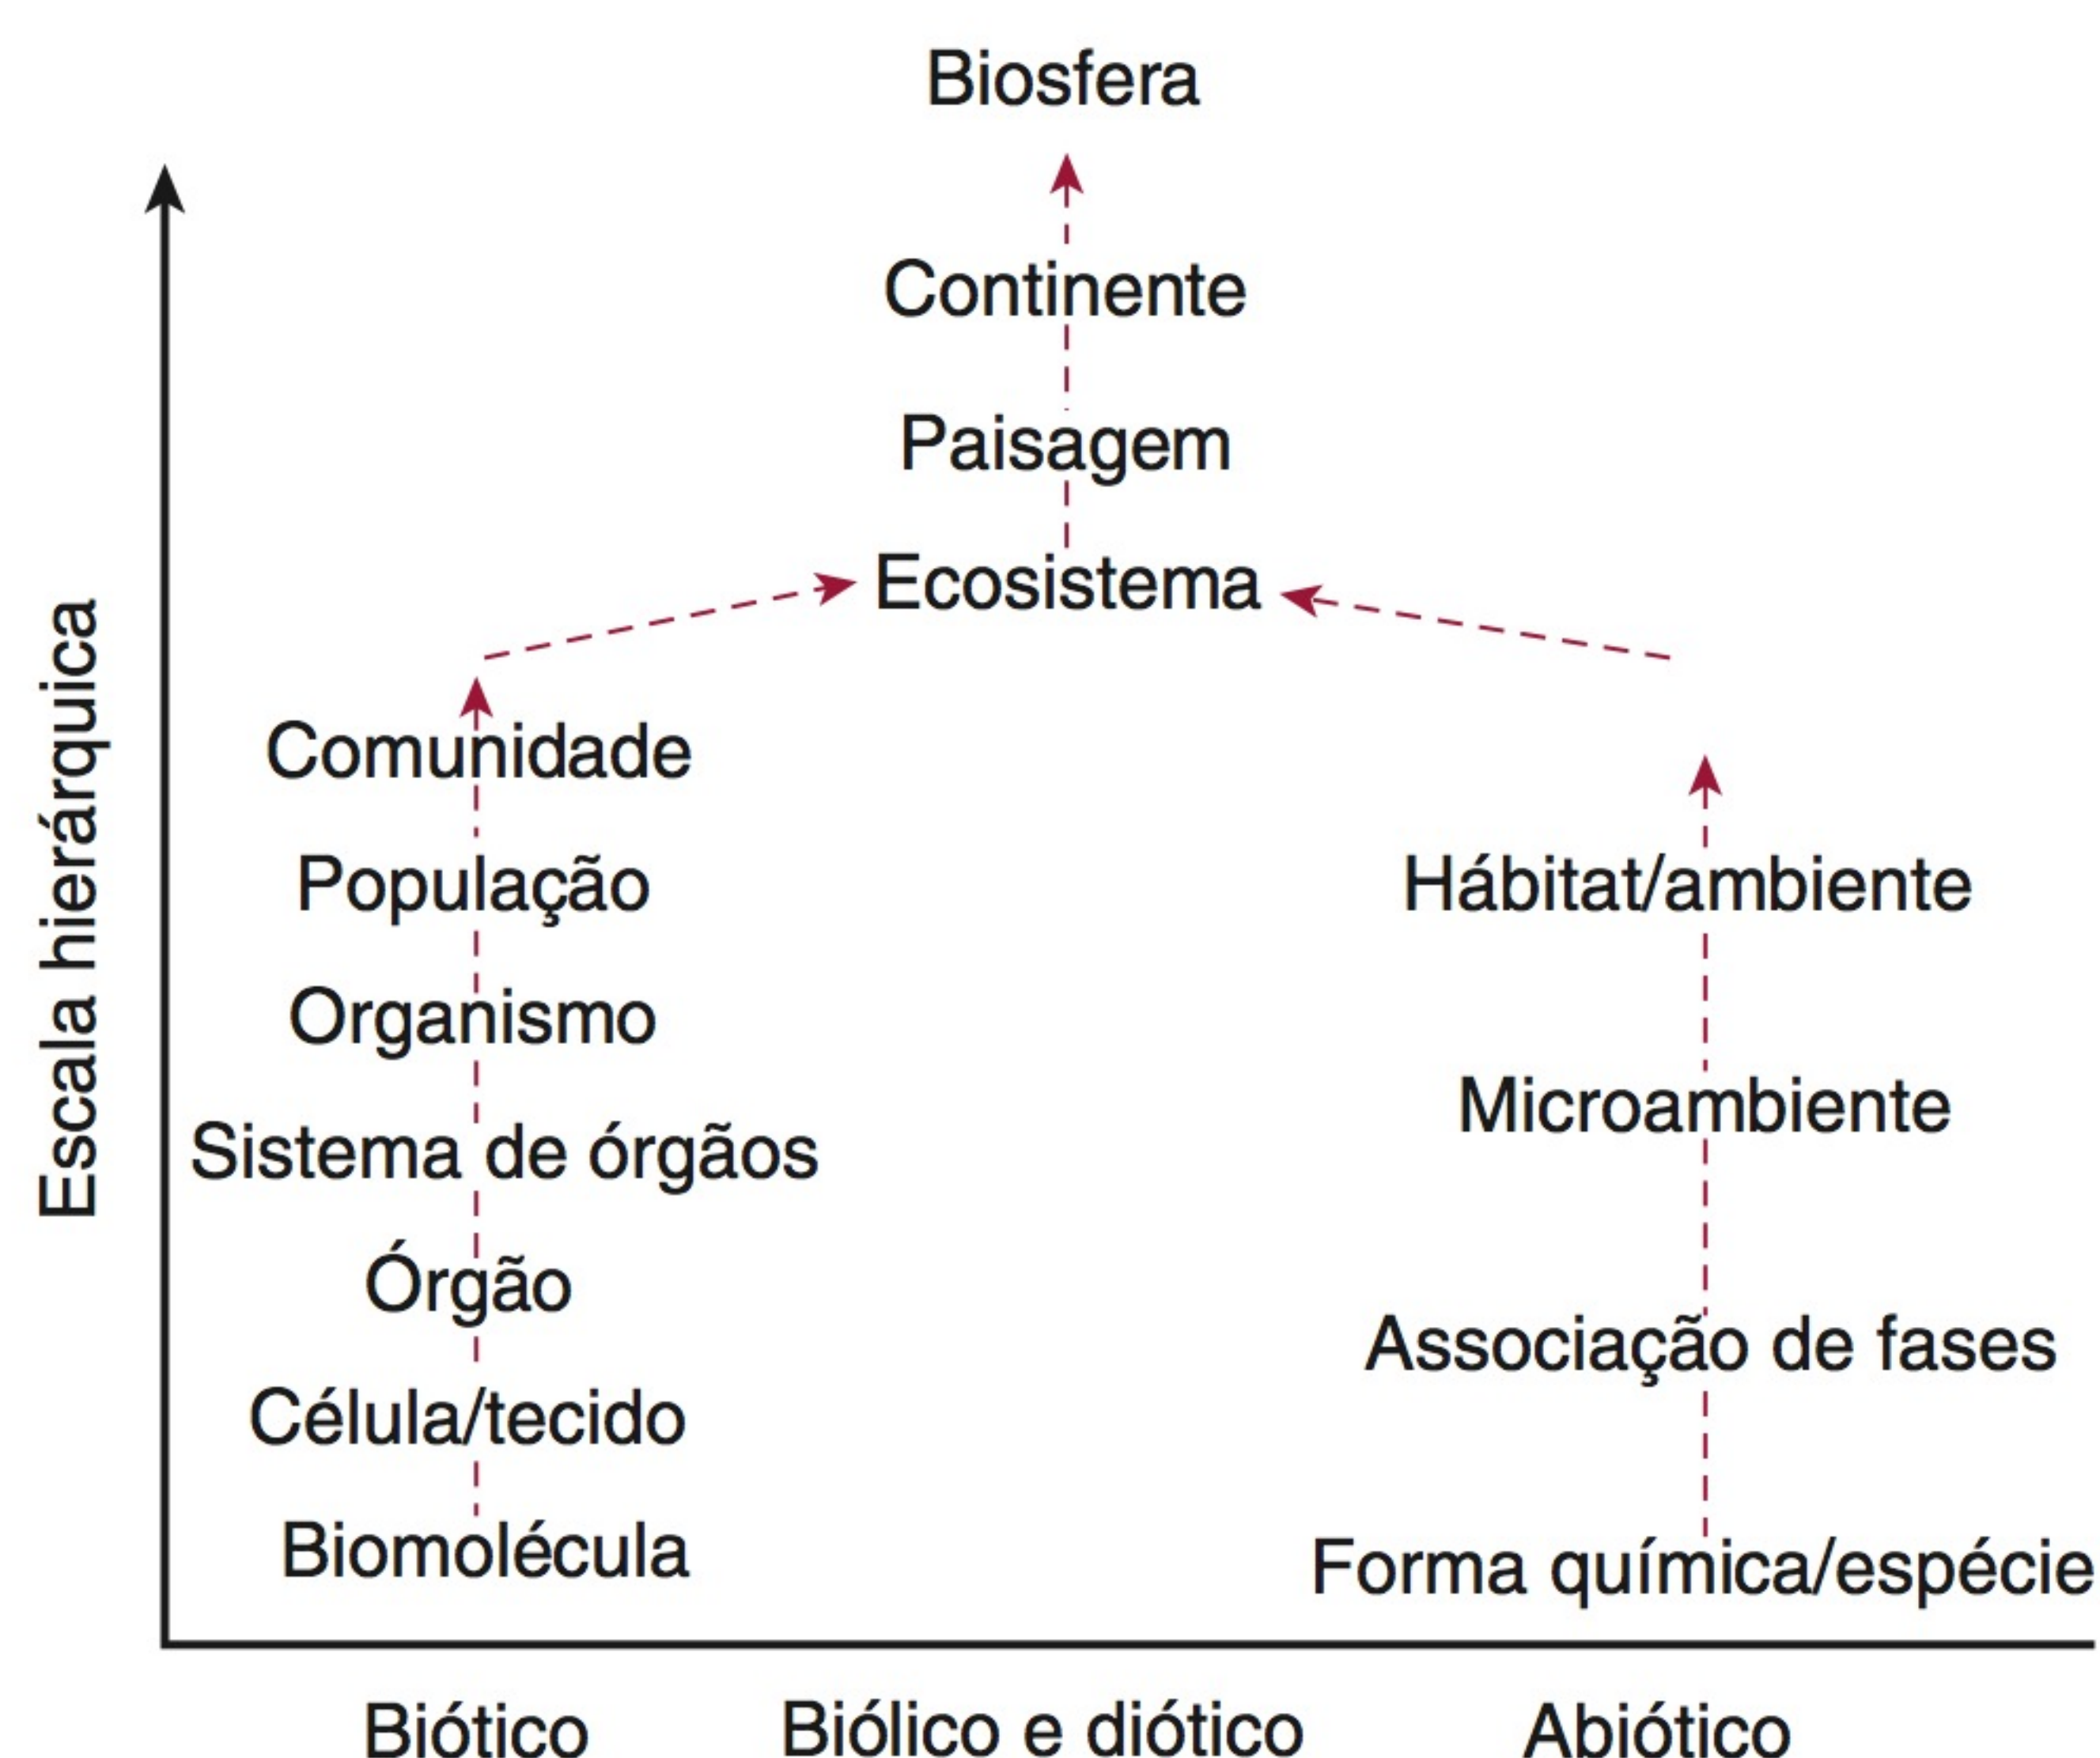 Biosfera
Continente
Paisagem
Ecosistema
Escala hierárquica
Comunidade
População
Organismo
Sistema de órgãos
Órgão
Célula/tecido
Biomolécula
Hábitat/ambiente
Microambiente
Associação de fases
Forma química/espécie
Biótico
Biólico e diótico
Abiótico